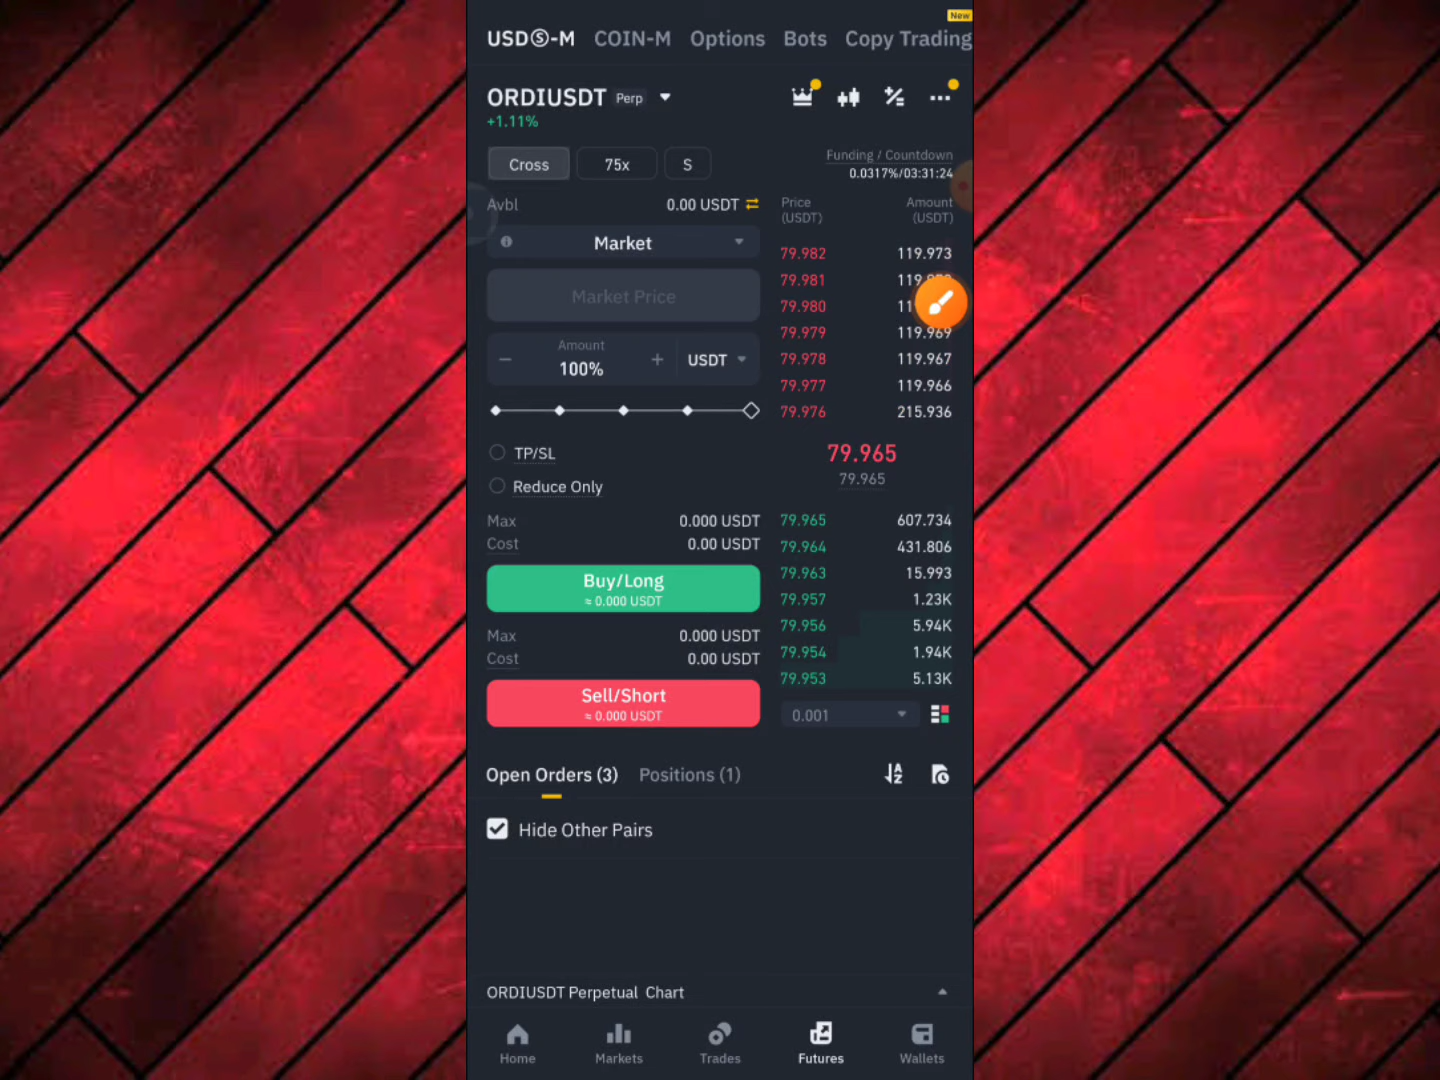 New
USDⓈ-M COIN-M Options Bots Copy Trading
ORDIUSDT Perp
+1.11%
Cross 75x S
Funding / Countdown
0.0317%/03:31:24
Avbl 0.00 USDT
Price (USDT) Amount (USDT)
Market
Market Price
Amount
100%
USDT
79.982 119.973
79.981
79.980
79.979 119.969
79.978 119.967
79.977 119.966
79.976 215.936
TP/SL
Reduce Only
79.965
79.965
Max 0.000 USDT
Cost 0.00 USDT
Buy/Long
≈ 0.000 USDT
Max 0.000 USDT
Cost 0.00 USDT
Sell/Short
≈ 0.000 USDT
79.965 607.734
79.964 431.806
79.963 15.993
79.957 1.23K
79.956 5.94K
79.954 1.94K
79.953 5.13K
0.001
Open Orders (3) Positions (1)
Hide Other Pairs
ORDIUSDT Perpetual Chart
Home Markets Trades Futures Wallets